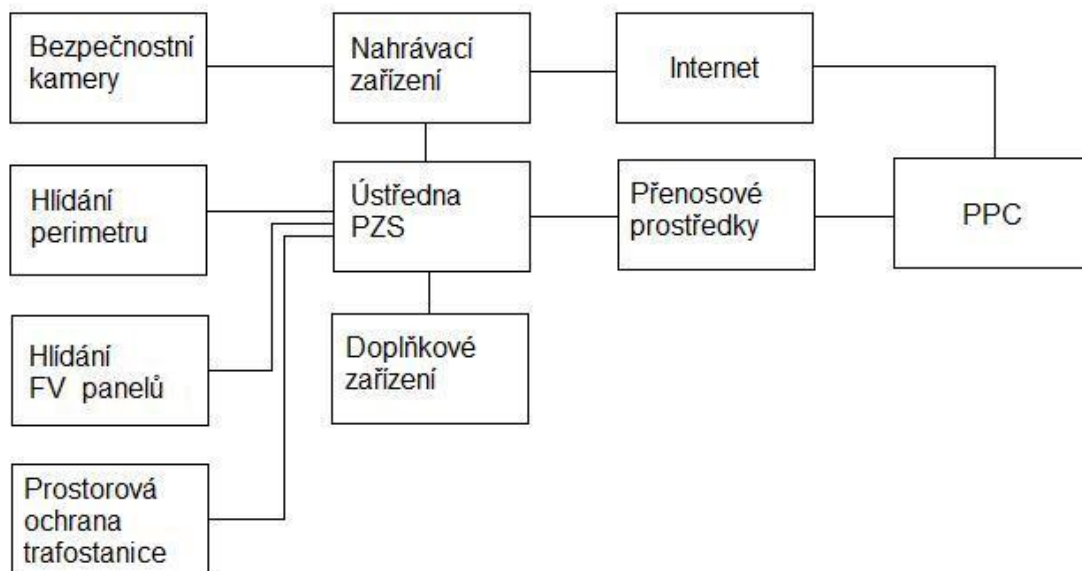 Bezpečnostní
kamery
Nahrávací
zařízení
Internet
Hlídání
perimetru
Ústředna
PZS
Přenosové
prostředky
PPC
Hlídání
FV panelů
Doplňkové
zařízení
Prostorová
ochrana
trafostanice